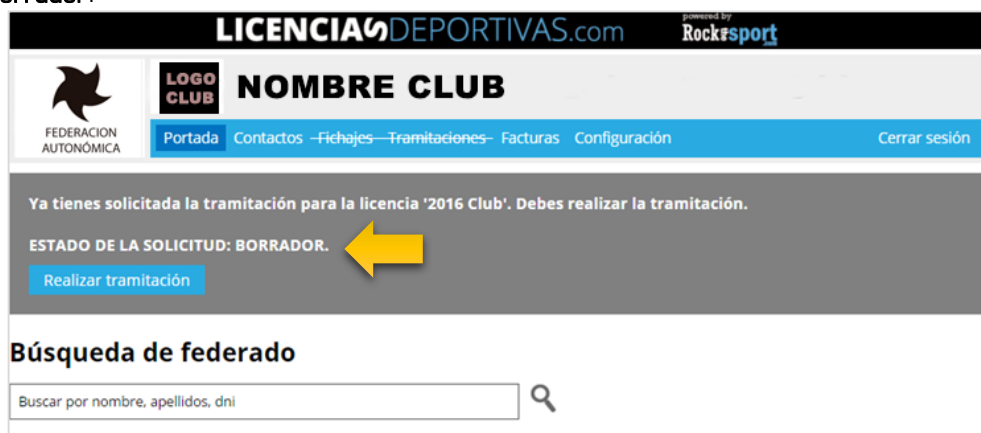 LICENCIASDEPORTIVAS.com
powered by
Rocktsport
LOGO CLUB
NOMBRE CLUB
FEDERACION
AUTONÓMICA
Portada Contactos Fichajes Tramitaciones Facturas Configuración Cerrar sesión
Ya tienes solicitada la tramitación para la licencia '2016 Club'. Debes realizar la tramitación.
ESTADO DE LA SOLICITUD: BORRADOR.
Realizar tramitación
Búsqueda de federado
Buscar por nombre, apellidos, dni